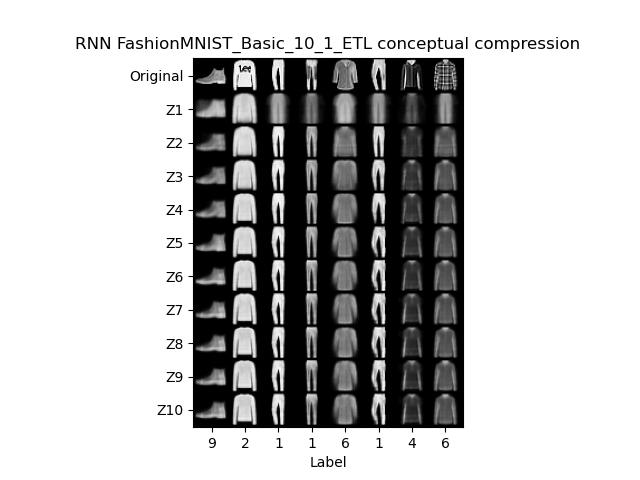 RNN FashionMNIST_Basic_10_1_ETL conceptual compression
Original
Z1
Z2
Z3
Z4
Z5
Z6
Z7
Z8
Z9
Z10
9 2 1 1 6 1 4 6
Label
Lee